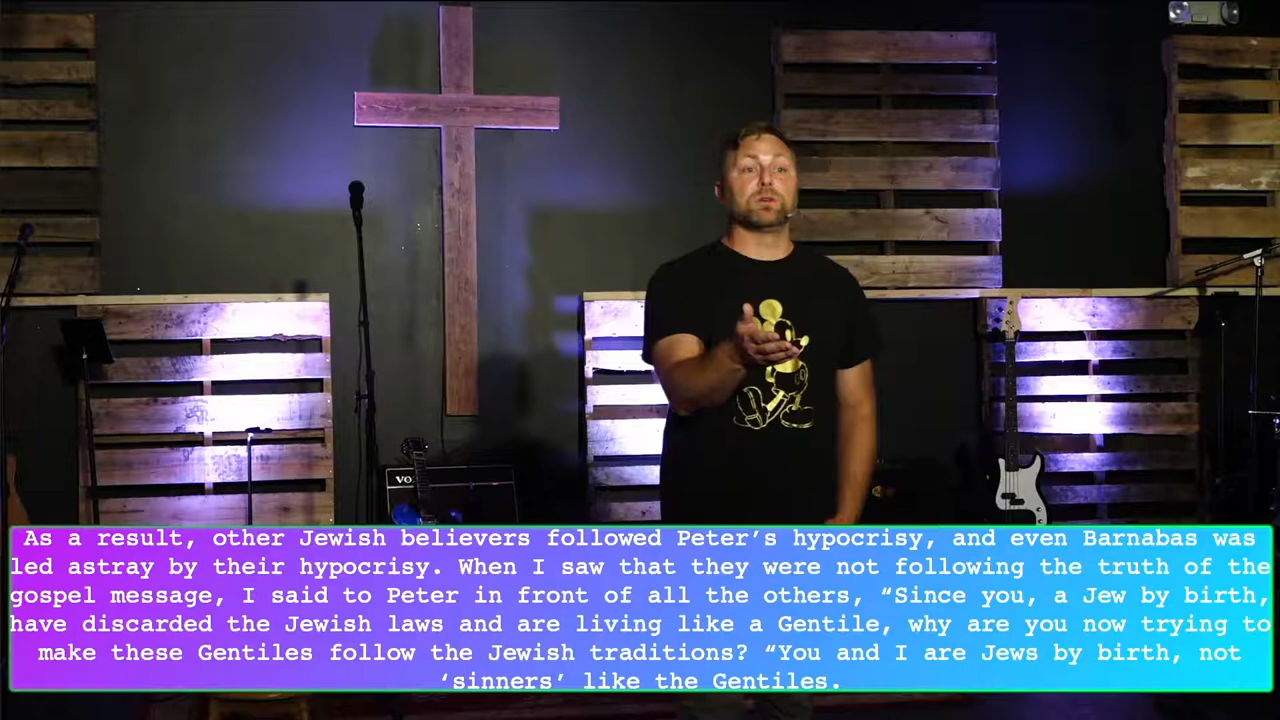 VO
As a result, other Jewish believers followed Peter’s hypocrisy, and even Barnabas was
led astray by their hypocrisy. When I saw that they were not following the truth of the
gospel message, I said to Peter in front of all the others, “Since you, a Jew by birth,
have discarded the Jewish laws and are living like a Gentile, why are you now trying to
make these Gentiles follow the Jewish traditions? “You and I are Jews by birth, not
‘sinners’ like the Gentiles.